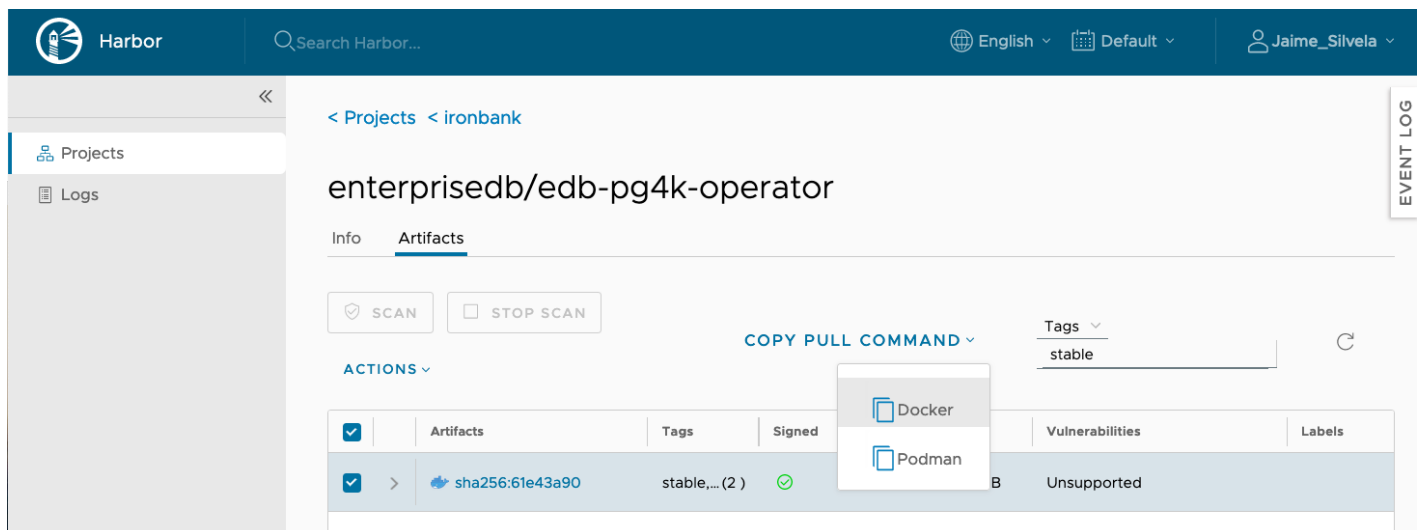 Harbor
Search Harbor...
English
Default
Jaime_Silvela
Projects
Logs
< Projects < ironbank
EVENT LOG
enterprisedb/edb-pg4k-operator
Info Artifacts
SCAN STOP SCAN
COPY PULL COMMAND
Tags
stable
ACTIONS
Docker
Podman
Artifacts Tags Signed Vulnerabilities Labels
sha256:61e43a90 stable,...(2 ) B Unsupported